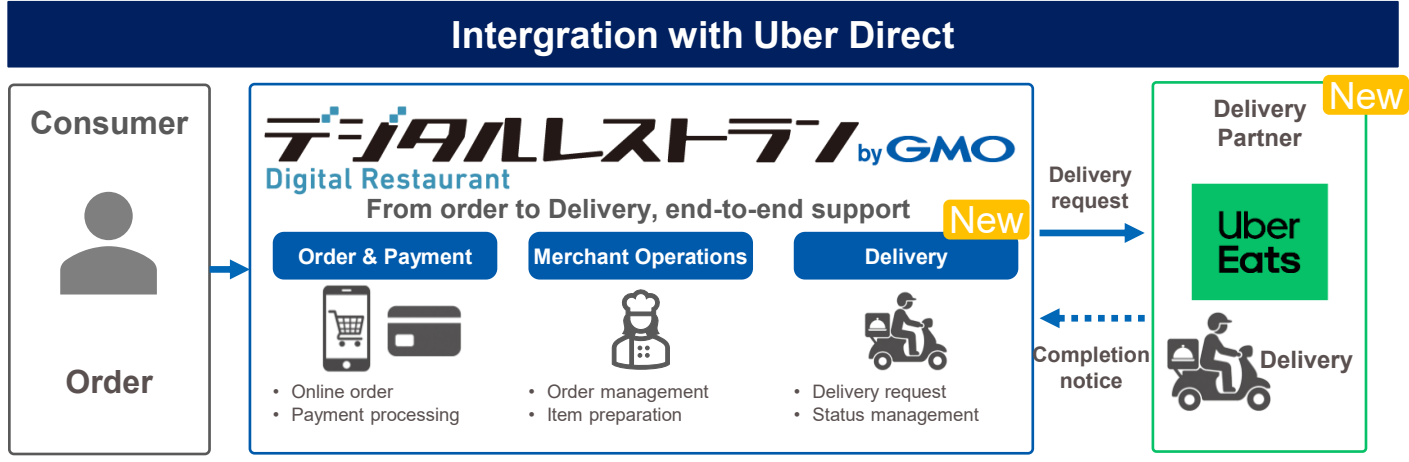 Intergration with Uber Direct
Consumer
Order
デジタルレストラン by GMO
Digital Restaurant
From order to Delivery, end-to-end support
New
Order & Payment
Merchant Operations
Delivery
• Online order
• Payment processing
• Order management
• Item preparation
• Delivery request
• Status management
Delivery
request
Completion
notice
New
Delivery
Partner
Uber
Eats
Delivery